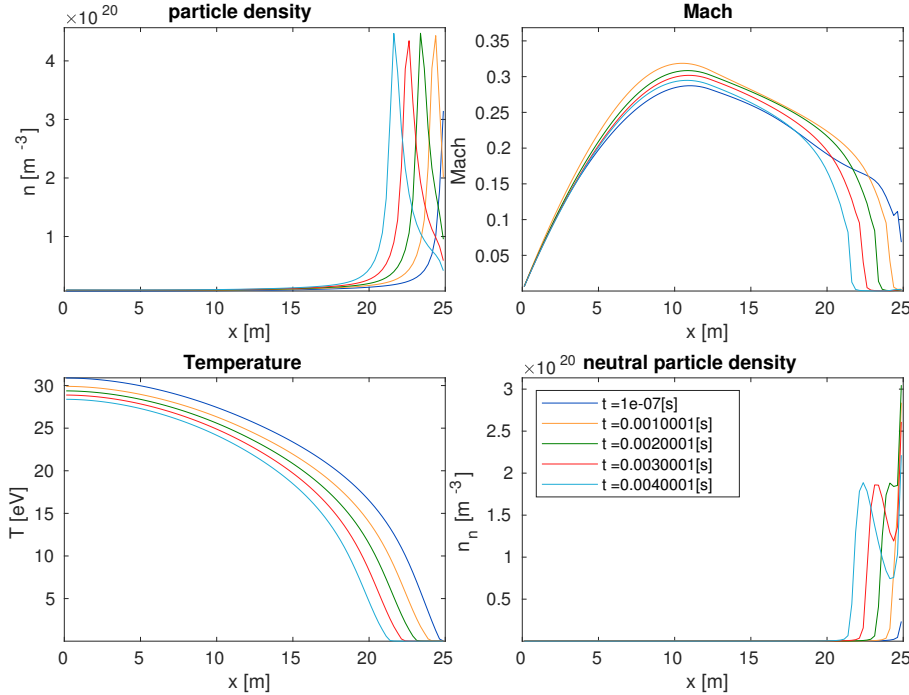 particle density
× 10^20
4
3
2
1
n [m^-3]
0 5 10 15 20 25
x [m]
Mach
0.35
0.3
0.25
0.2
0.15
0.1
0.05
Mach
0 5 10 15 20 25
x [m]
Temperature
30
25
20
15
10
5
T [eV]
0 5 10 15 20 25
x [m]
neutral particle density
× 10^20
3
2.5
2
1.5
1
0.5
0
n_n [m^-3]
t =1e-07[s]
t =0.0010001[s]
t =0.0020001[s]
t =0.0030001[s]
t =0.0040001[s]
0 5 10 15 20 25
x [m]